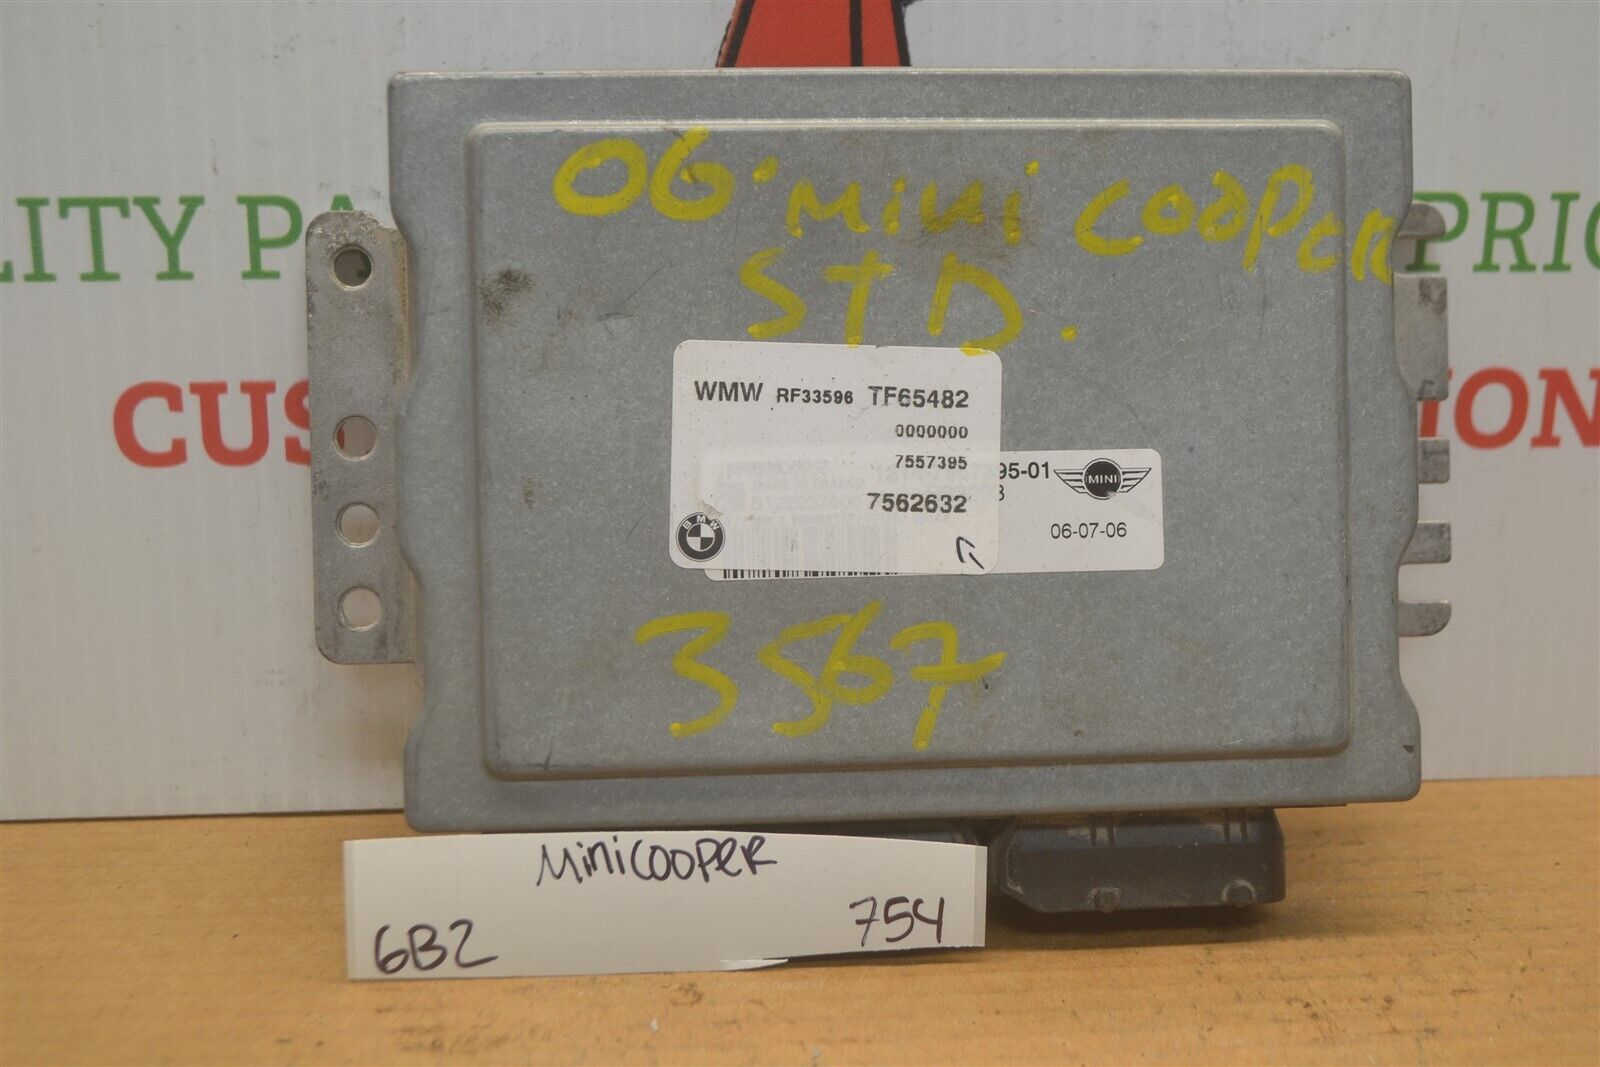 LITY PA
PRIC
CUS
ION
06 Mini COOPER
STD.
WMW RF33596 TF65482
0000000
7557395
95-01
MINI
7562632
BMW
06-07-06
3567
MiniCOOPER
6B2
754